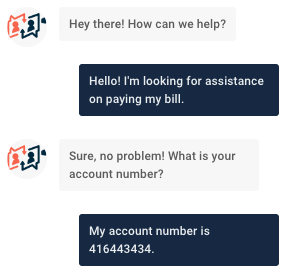 Hey there! How can we help?
Hello! I'm looking for assistance
on paying my bill.
Sure, no problem! What is your
account number?
My account number is
416443434.